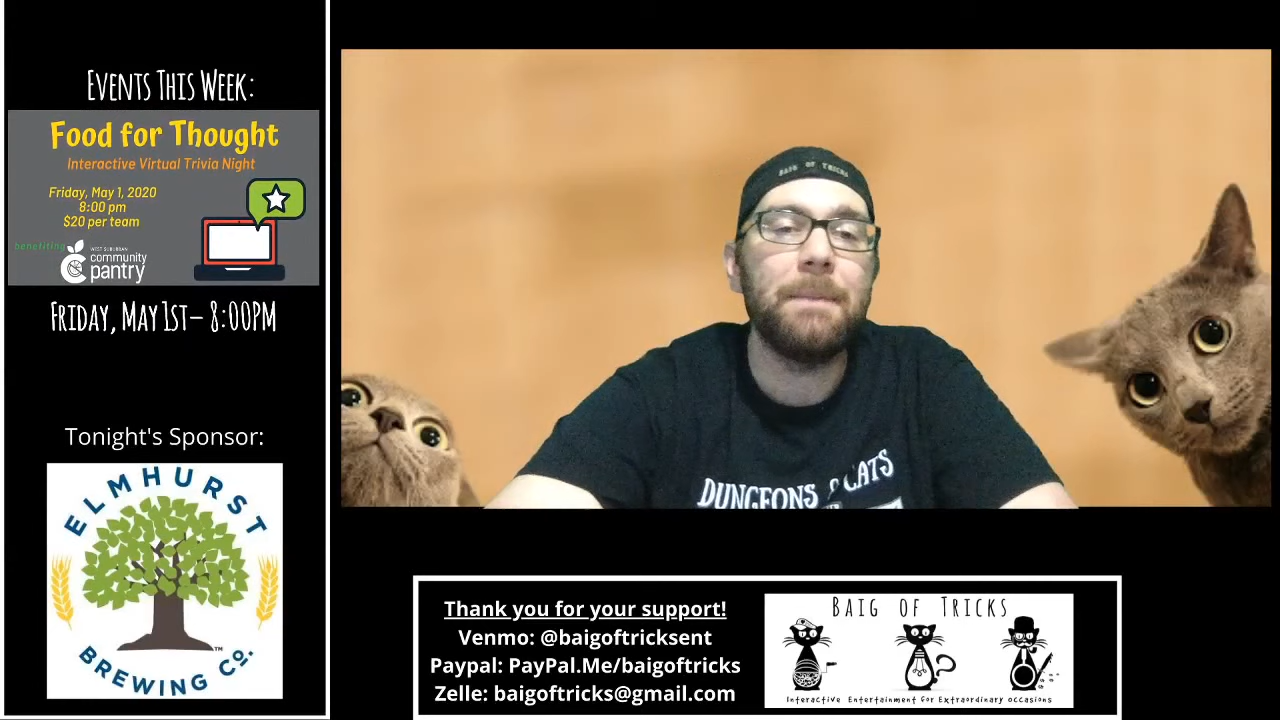 EVENTS THIS WEEK:
Food for Thought
Interactive Virtual Trivia Night
Friday, May 1, 2020
8:00 pm
$20 per team
benefiting
WEST SUBURBAN
community
pantry
FRIDAY, MAY 1ST– 8:00PM
Tonight's Sponsor:
ELMHURST
BREWING CO.
TM
BAIG OF TRICKS
DUNGEONS & CATS
Thank you for your support!
Venmo: @baigoftricksent
Paypal: PayPal.Me/baigoftricks
Zelle: baigoftricks@gmail.com
BAIG OF TRICKS
Interactive Entertainment for Extraordinary occasions